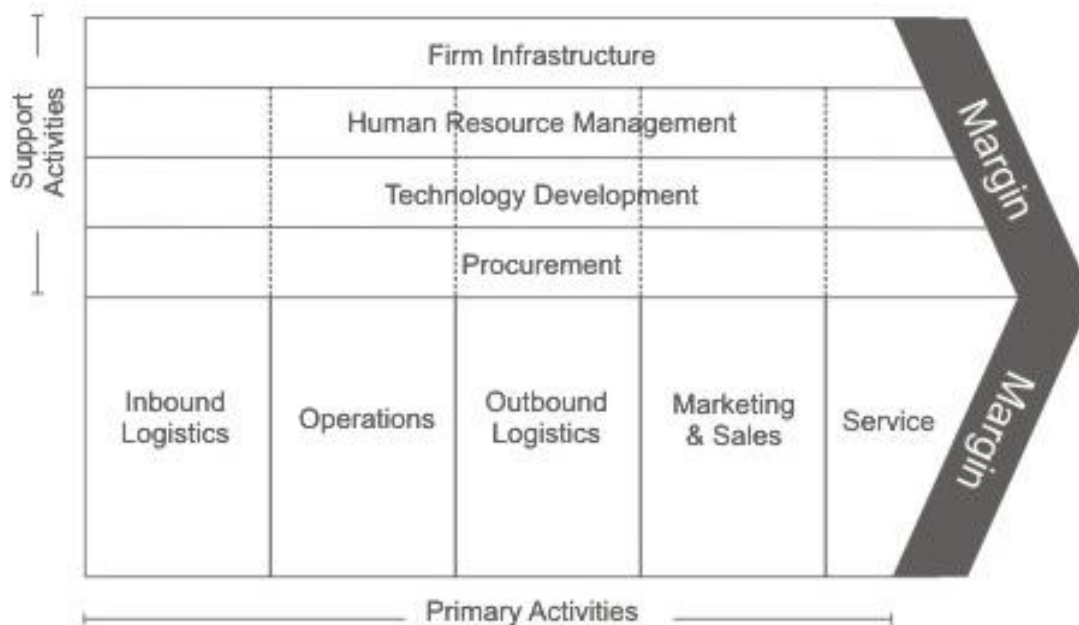 Support
Activities
Firm Infrastructure
Human Resource Management
Technology Development
Procurement
Margin
Inbound
Logistics
Operations
Outbound
Logistics
Marketing
& Sales
Service
Margin
Primary Activities